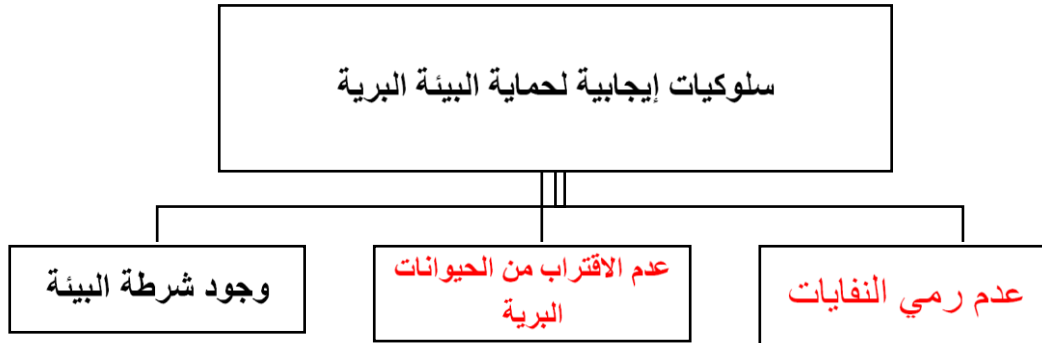 سلوكيات إيجابية لحماية البيئة البرية
عدم رمي النفايات
عدم الاقتراب من الحيوانات
البرية
وجود شرطة البيئة